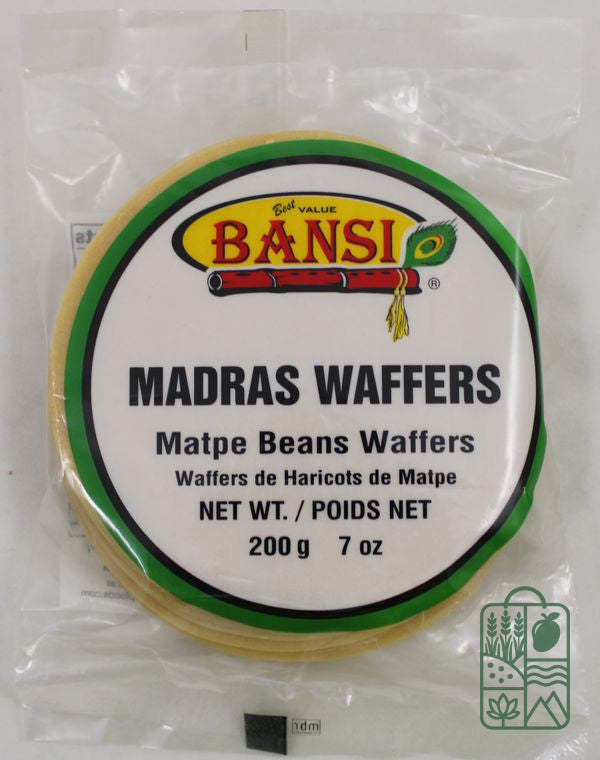 Best VALUE
BANSI
®
MADRAS WAFFERS
Matpe Beans Waffers
Waffers de Haricots de Matpe
NET WT. / POIDS NET
200 g 7 oz